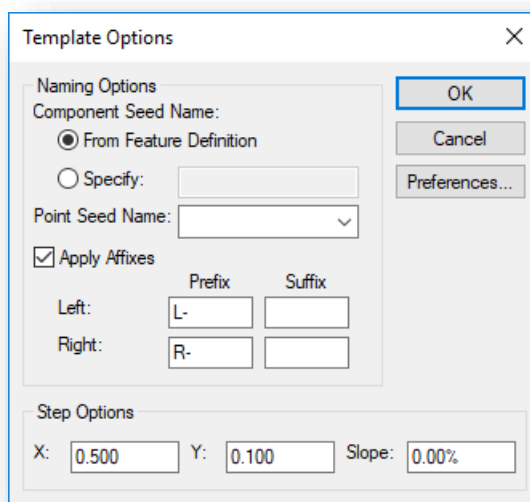 Template Options
Naming Options
Component Seed Name:
From Feature Definition
Specify:
Point Seed Name:
Apply Affixes
Prefix Suffix
Left: L-
Right: R-
OK
Cancel
Preferences...
Step Options
X: 0.500 Y: 0.100 Slope: 0.00%